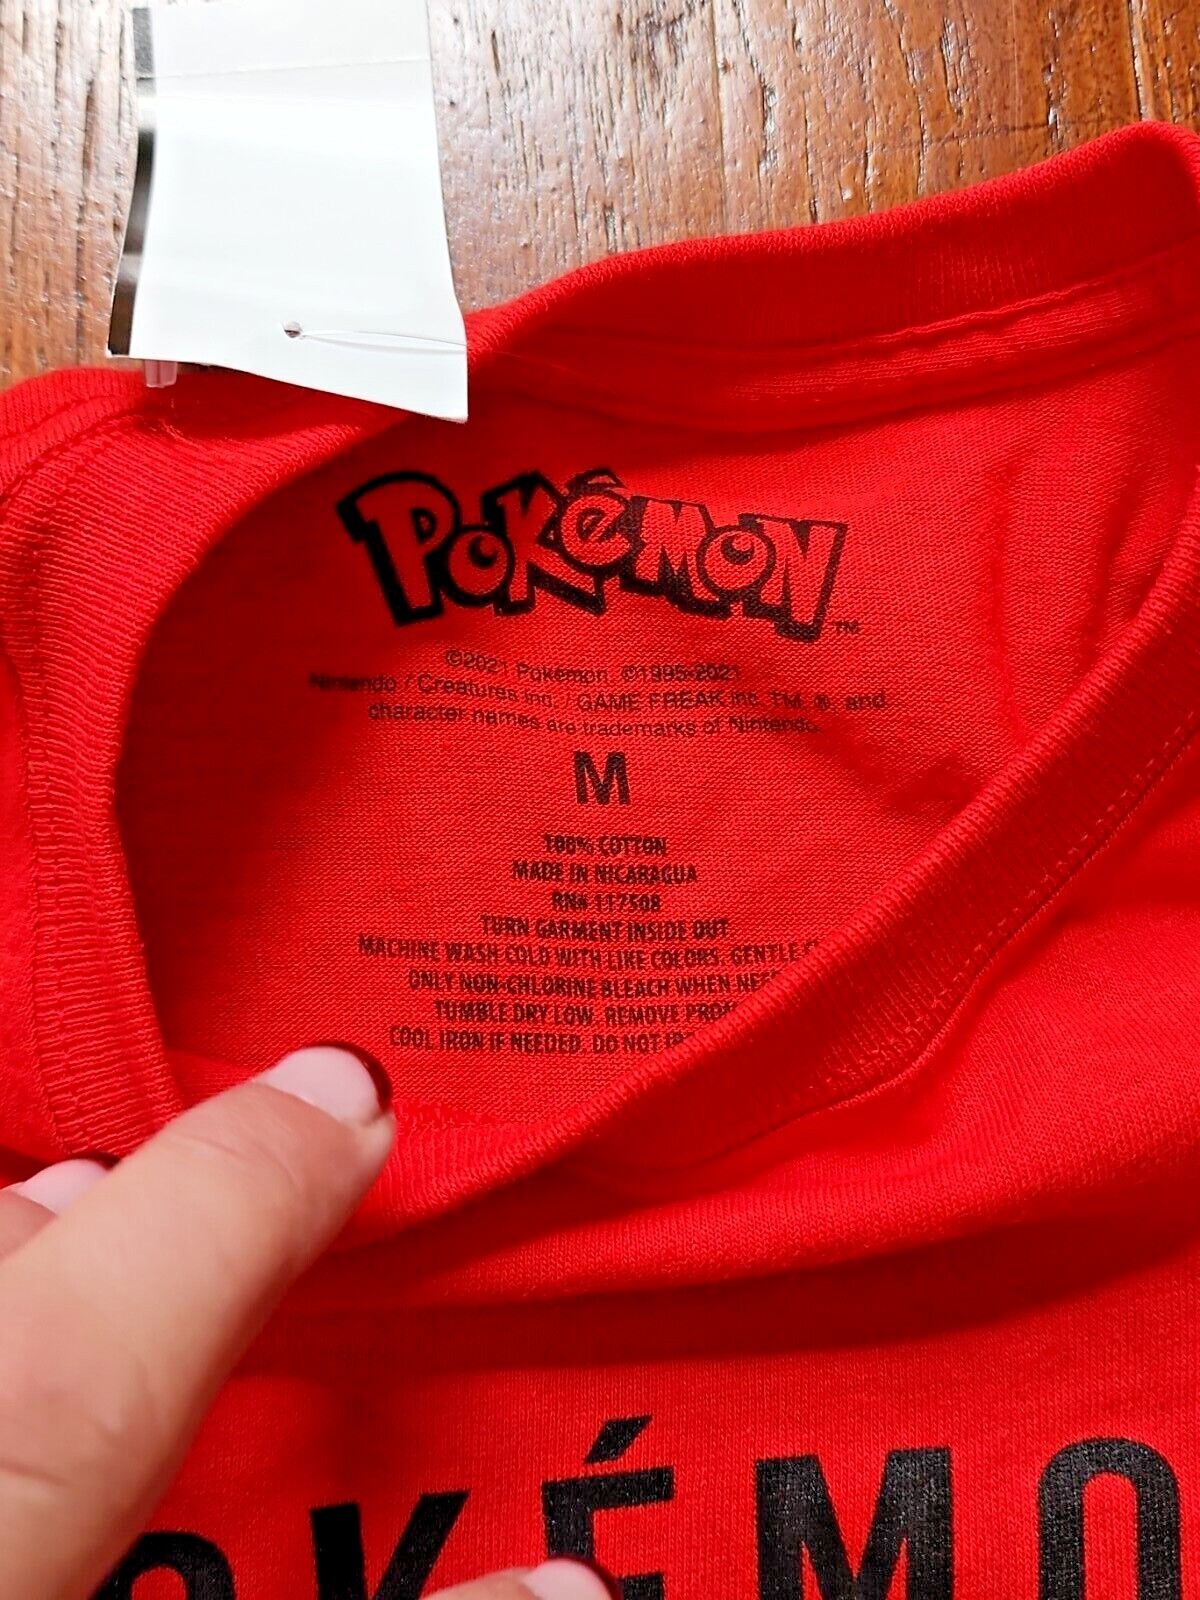 POKéMON™
©2021 Pokémon. ©1995-2021
Nintendo / Creatures Inc. / GAME FREAK inc. TM, ®, and
character names are trademarks of Nintendo.
M
100% COTTON
MADE IN NICARAGUA
RN# 117508
TURN GARMENT INSIDE OUT.
MACHINE WASH COLD WITH LIKE COLORS. GENTLE
ONLY NON-CHLORINE BLEACH WHEN
TUMBLE DRY LOW. REMOVE
COOL IRON IF NEEDED. DO NOT
OKÉMO